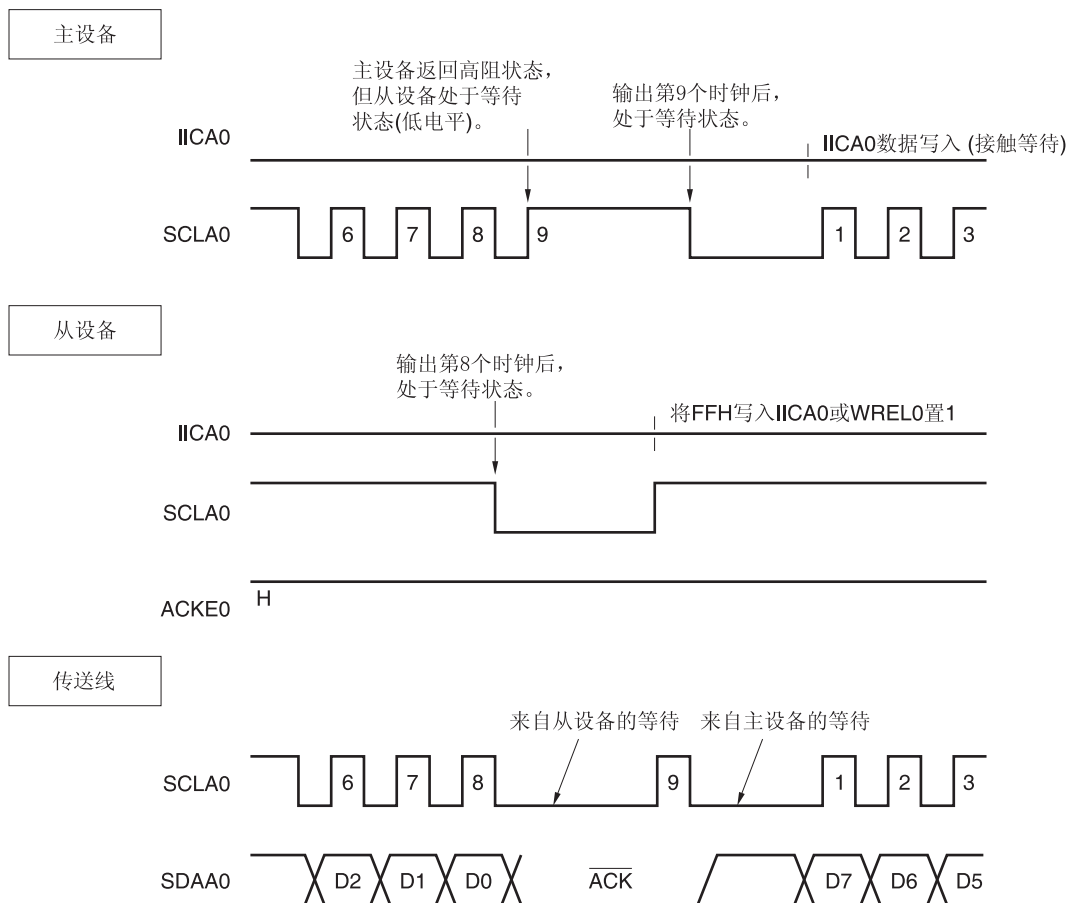 主设备
主设备返回高阻状态，
但从设备处于等待
状态(低电平)。
输出第9个时钟后，
处于等待状态。
IICA0
IICA0数据写入 (接触等待)
SCLA0
6 7 8 9 1 2 3
从设备
输出第8个时钟后，
处于等待状态。
IICA0
将FFH写入IICA0或WREL0置1
SCLA0
ACKE0
H
传送线
来自从设备的等待 来自主设备的等待
SCLA0
6 7 8 9 1 2 3
SDAA0
D2 D1 D0 ACK D7 D6 D5